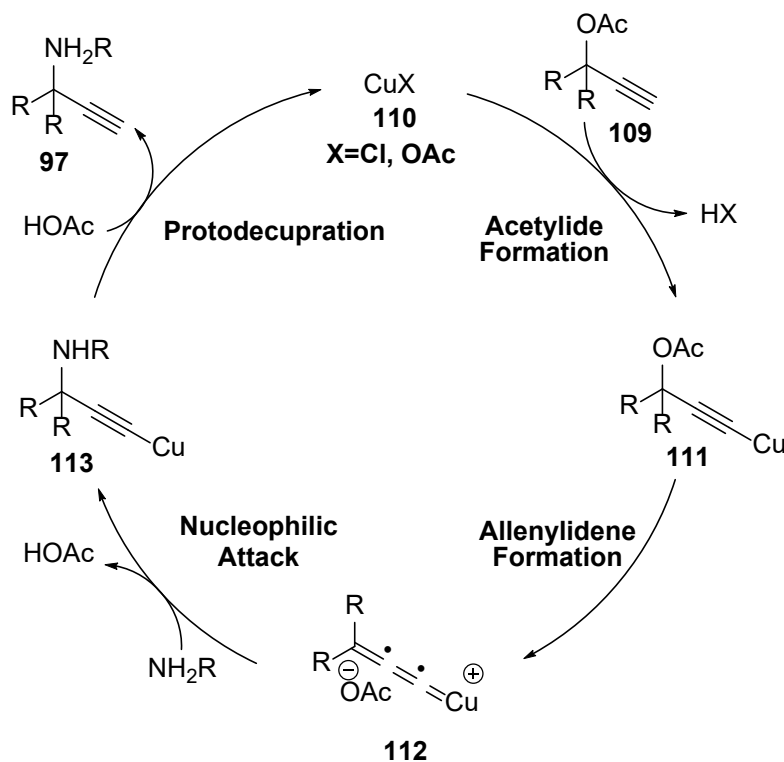 NH2R
R
R
97
HOAc
Protodecupration
CuX
110
X=Cl, OAc
OAc
R
R
109
HX
Acetylide
Formation
OAc
R
R
Cu
111
Allenylidene
Formation
R
R
⊖
OAc
⊕
Cu
112
Nucleophilic
Attack
HOAc
NH2R
NHR
R
R
Cu
113